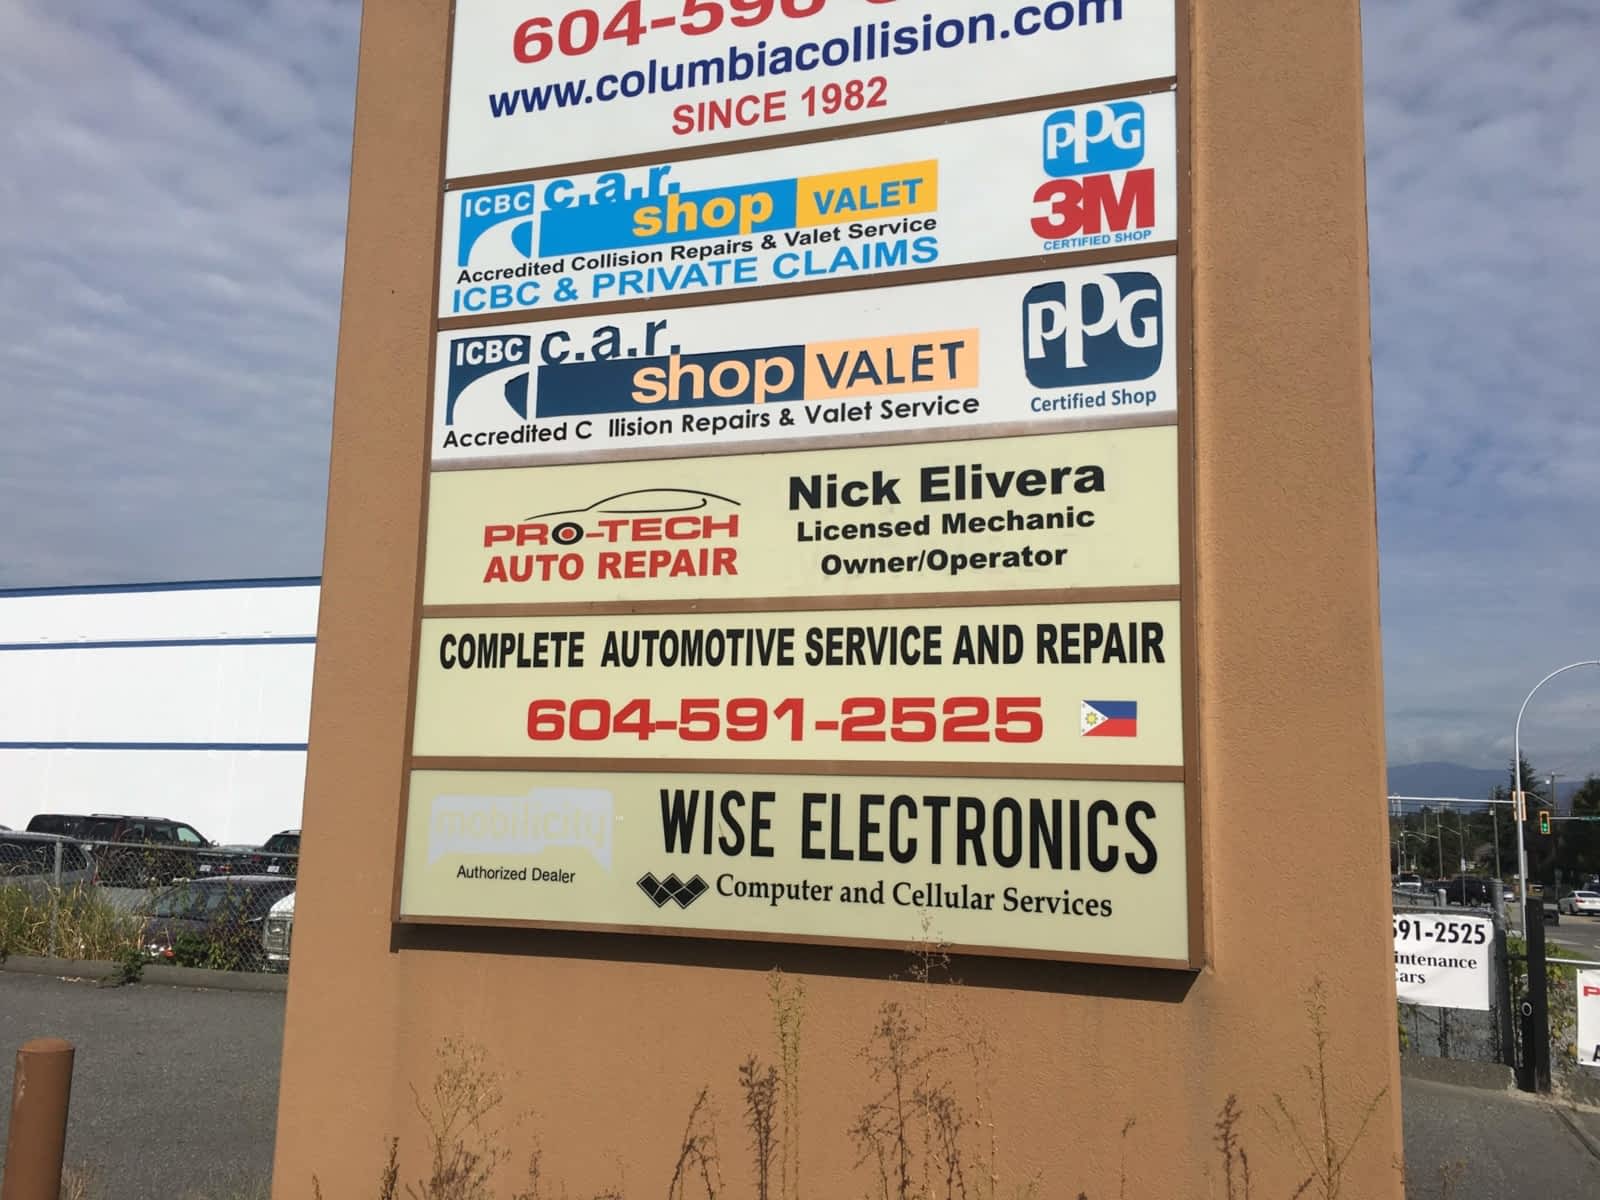 www.columbiacollision.com
SINCE 1982
ICBC c.a.r.
shop VALET
Accredited Collision Repairs & Valet Service
ICBC & PRIVATE CLAIMS
PPG
3M
CERTIFIED SHOP
ICBC c.a.r.
shop VALET
Accredited C llision Repairs & Valet Service
PPG
Certified Shop
PRO-TECH
AUTO REPAIR
Nick Elivera
Licensed Mechanic
Owner/Operator
COMPLETE AUTOMOTIVE SERVICE AND REPAIR
604-591-2525
mobilicity
Authorized Dealer
WISE ELECTRONICS
Computer and Cellular Services
591-2525